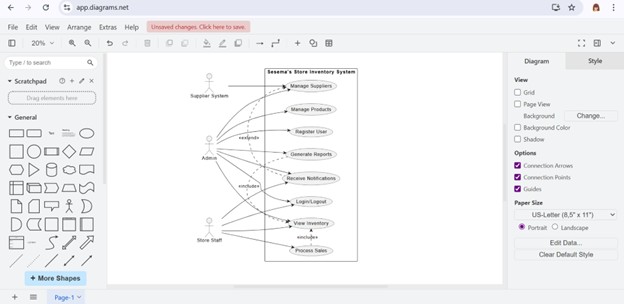 app.diagrams.net
File Edit View Arrange Extras Help Unsaved changes. Click here to save.
20%
Type / to search
Scratchpad
Drag elements here
General
Text
+ More Shapes
Page-1
Sesema's Store Inventory System
Supplier System
Admin
Store Staff
Manage Suppliers
Manage Products
Register User
«extend»
Generate Reports
Receive Notifications
«include»
Login/Logout
View Inventory
«include»
Process Sales
Diagram Style
View
Grid
Page View
Background Change...
Background Color
Shadow
Options
Connection Arrows
Connection Points
Guides
Paper Size
US-Letter (8,5" x 11")
Portrait Landscape
Edit Data...
Clear Default Style